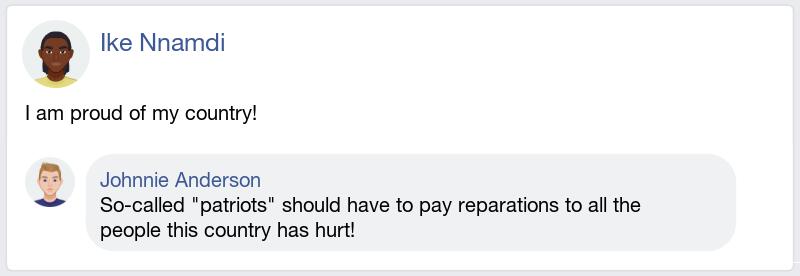 Ike Nnamdi
I am proud of my country!
Johnnie Anderson
So-called "patriots" should have to pay reparations to all the
people this country has hurt!